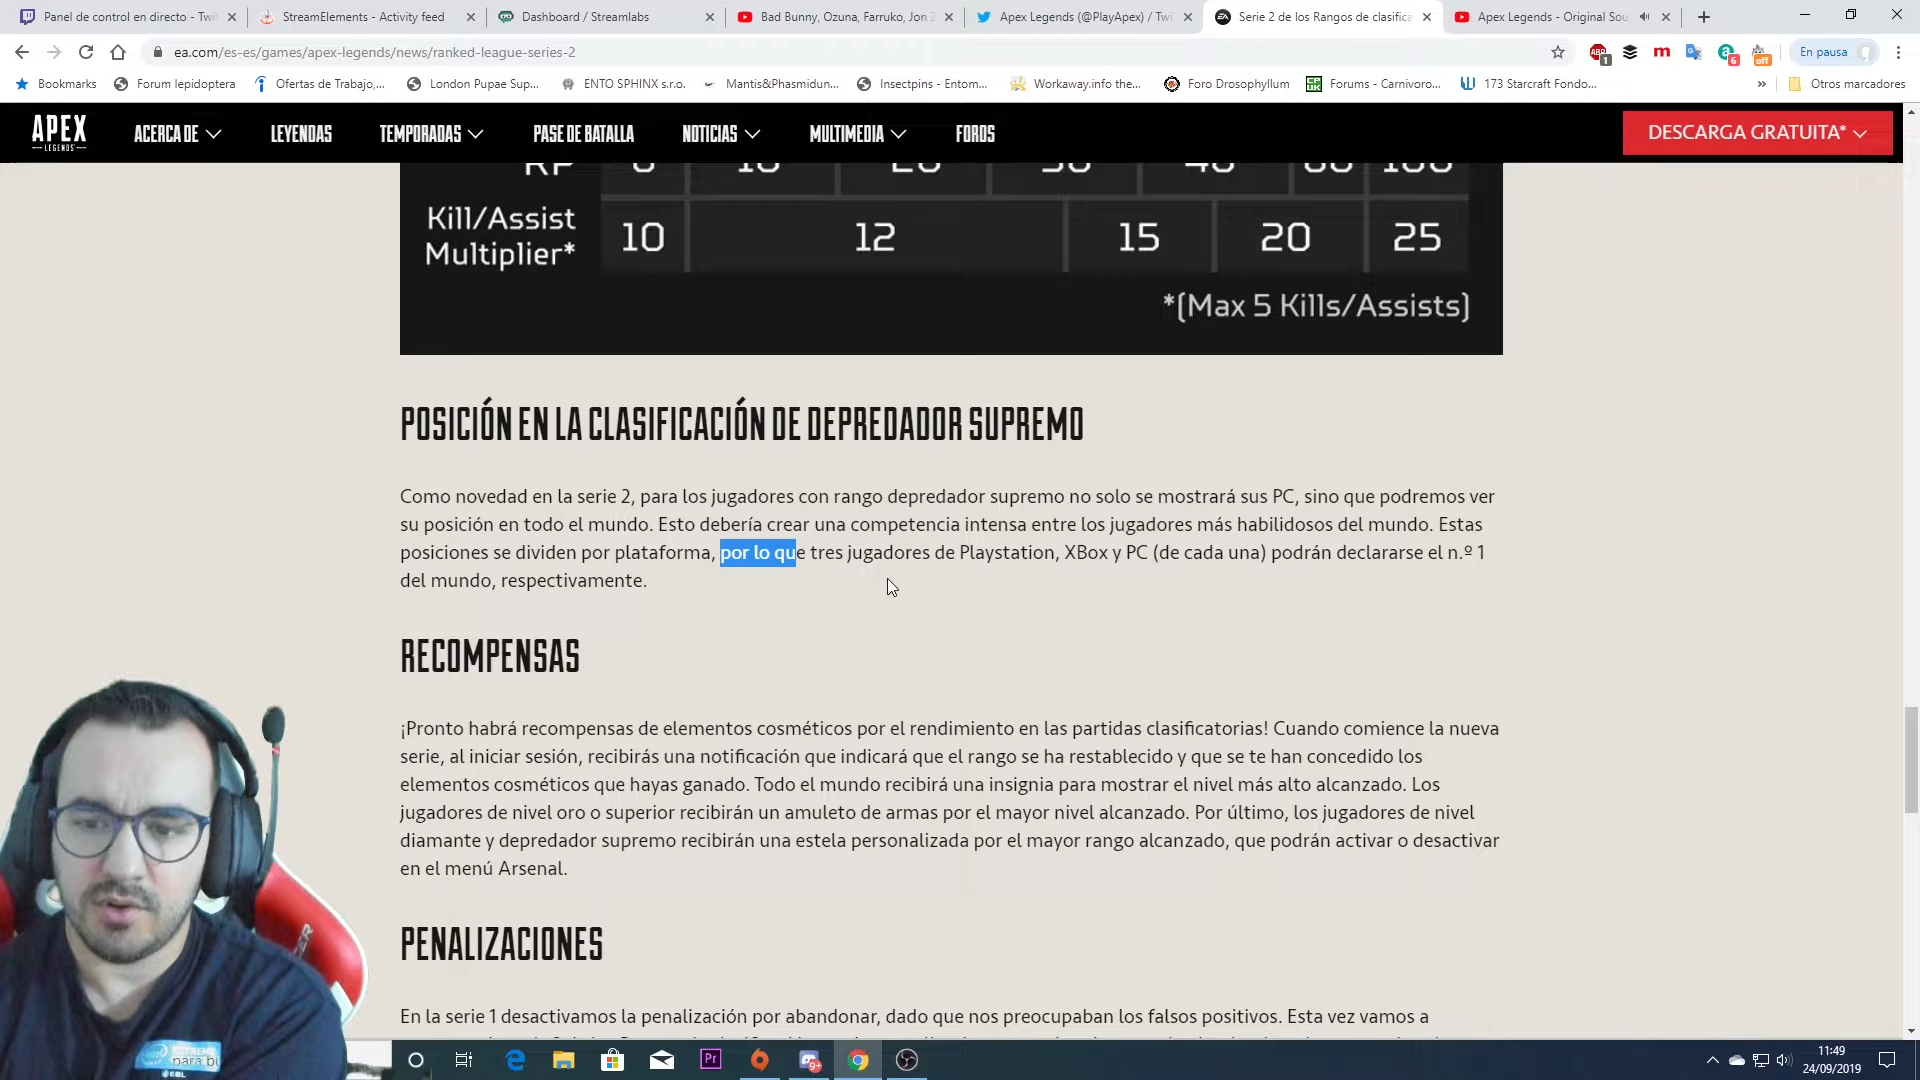 Panel de control en directo - Twi
StreamElements - Activity feed
Dashboard / Streamlabs
Bad Bunny, Ozuna, Farruko, Jon Z
Apex Legends (@PlayApex) / Twi
Serie 2 de los Rangos de clasifica
Apex Legends - Original Sou
ea.com/es-es/games/apex-legends/news/ranked-league-series-2
En pausa
Bookmarks
Forum lepidoptera
Ofertas de Trabajo,...
London Pupae Sup...
ENTO SPHINX s.r.o.
Mantis&Phasmidun...
Insectpins - Entom...
Workaway.info the...
Foro Drosophyllum
Forums - Carnivoro...
173 Starcraft Fondo...
Otros marcadores
APEX
LEGENDS
ACERCA DE
LEYENDAS
TEMPORADAS
PASE DE BATALLA
NOTICIAS
MULTIMEDIA
FOROS
DESCARGA GRATUITA*
RP
Kill/Assist
Multiplier*
10
12
15
20
25
*(Max 5 Kills/Assists)
POSICIÓN EN LA CLASIFICACIÓN DE DEPREDADOR SUPREMO
Como novedad en la serie 2, para los jugadores con rango depredador supremo no solo se mostrará sus PC, sino que podremos ver
su posición en todo el mundo. Esto debería crear una competencia intensa entre los jugadores más habilidosos del mundo. Estas
posiciones se dividen por plataforma, por lo que tres jugadores de Playstation, XBox y PC (de cada una) podrán declararse el n.º 1
del mundo, respectivamente.
RECOMPENSAS
¡Pronto habrá recompensas de elementos cosméticos por el rendimiento en las partidas clasificatorias! Cuando comience la nueva
serie, al iniciar sesión, recibirás una notificación que indicará que el rango se ha restablecido y que se te han concedido los
elementos cosméticos que hayas ganado. Todo el mundo recibirá una insignia para mostrar el nivel más alto alcanzado. Los
jugadores de nivel oro o superior recibirán un amuleto de armas por el mayor nivel alcanzado. Por último, los jugadores de nivel
diamante y depredador supremo recibirán una estela personalizada por el mayor rango alcanzado, que podrán activar o desactivar
en el menú Arsenal.
PENALIZACIONES
En la serie 1 desactivamos la penalización por abandonar, dado que nos preocupaban los falsos positivos. Esta vez vamos a
para bu
11:49
24/09/2019